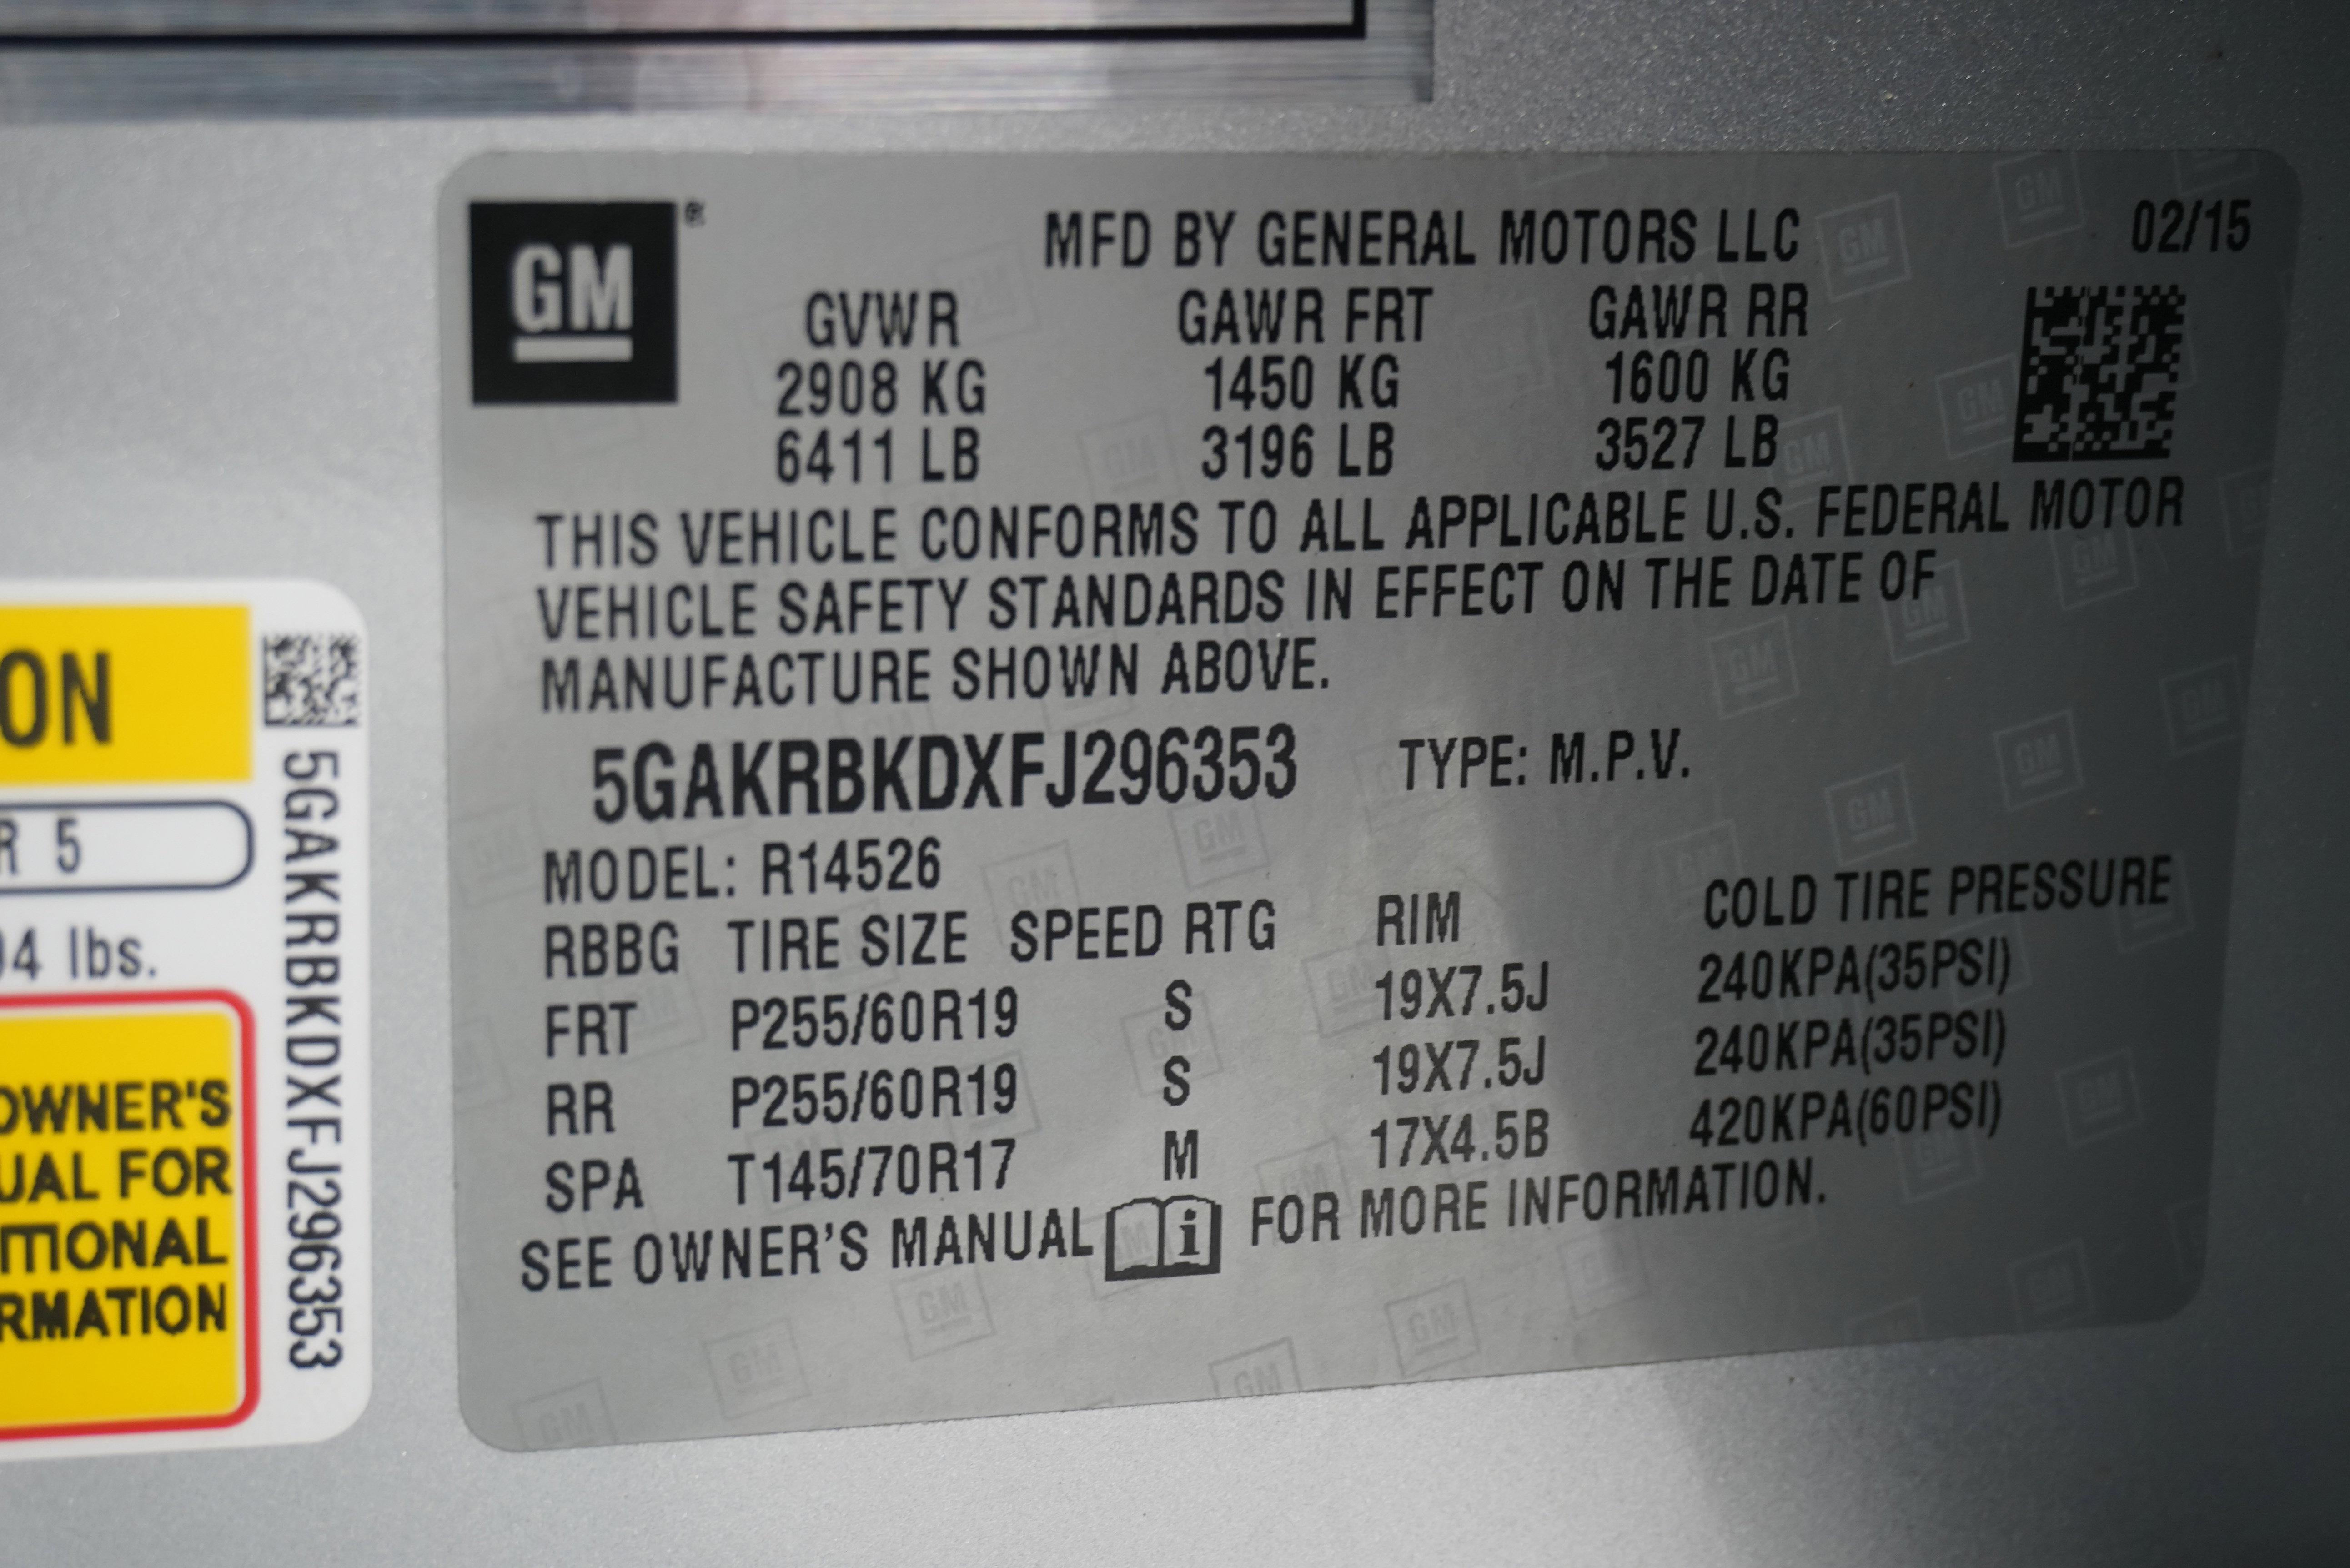 GM ®
MFD BY GENERAL MOTORS LLC 02/15
GVWR GAWR FRT GAWR RR
2908 KG 1450 KG 1600 KG
6411 LB 3196 LB 3527 LB
THIS VEHICLE CONFORMS TO ALL APPLICABLE U.S. FEDERAL MOTOR
VEHICLE SAFETY STANDARDS IN EFFECT ON THE DATE OF
MANUFACTURE SHOWN ABOVE.
5GAKRBKDXFJ296353 TYPE: M.P.V.
MODEL: R14526
RBBG TIRE SIZE SPEED RTG RIM COLD TIRE PRESSURE
FRT P255/60R19 S 19X7.5J 240KPA(35PSI)
RR P255/60R19 S 19X7.5J 240KPA(35PSI)
SPA T145/70R17 M 17X4.5B 420KPA(60PSI)
SEE OWNER'S MANUAL i FOR MORE INFORMATION.
ON
R 5
04 lbs.
OWNER'S
UAL FOR
ITIONAL
RMATION
5GAKRBKDXFJ296353